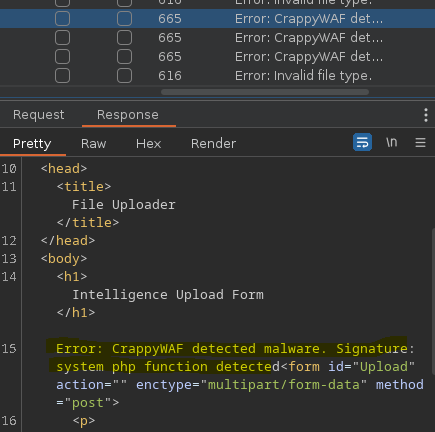 616 Error: Invalid file type.
665 Error: CrappyWAF det...
665 Error: CrappyWAF det...
665 Error: CrappyWAF det...
616 Error: Invalid file type.
Request Response
Pretty Raw Hex Render \n
10 <head>
11 <title>
File Uploader
</title>
12 </head>
13 <body>
14 <h1>
Intelligence Upload Form
</h1>
15 Error: CrappyWAF detected malware. Signature:
system php function detected<form id="Upload"
action="" enctype="multipart/form-data" method
="post">
16 <p>